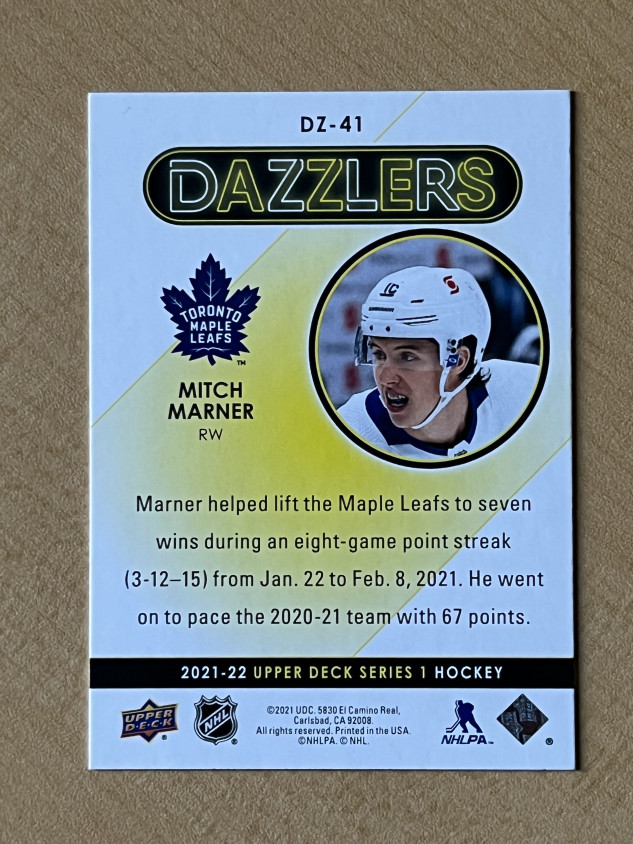 DZ-41
DAZZLERS
TORONTO
MAPLE
LEAFS
™
MITCH
MARNER
RW
16
Marner helped lift the Maple Leafs to seven
wins during an eight-game point streak
(3-12–15) from Jan. 22 to Feb. 8, 2021. He went
on to pace the 2020-21 team with 67 points.
2021-22 UPPER DECK SERIES 1 HOCKEY
UPPER
D·E·C·K
®
NHL
®
©2021 UDC. 5830 El Camino Real,
Carlsbad, CA 92008.
All rights reserved. Printed in the USA.
©NHLPA. © NHL.
NHLPA™
®